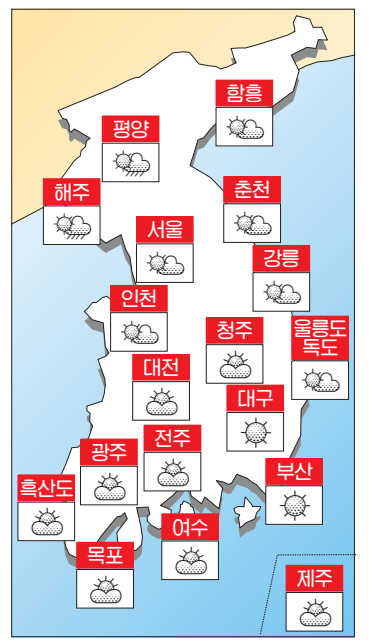 함흥
평양
해주
춘천
서울
강릉
인천
울릉도
독도
청주
대전
대구
전주
광주
부산
흑산도
여수
목포
제주